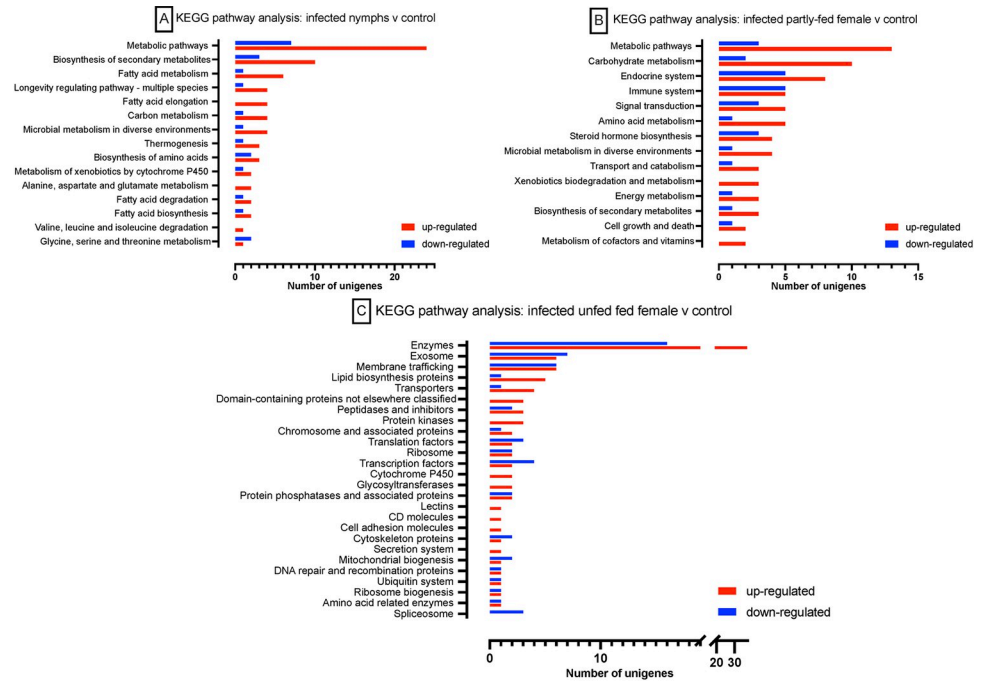 A KEGG pathway analysis: infected nymphs v control
Metabolic pathways
Biosynthesis of secondary metabolites
Fatty acid metabolism
Longevity regulating pathway - multiple species
Fatty acid elongation
Carbon metabolism
Microbial metabolism in diverse environments
Thermogenesis
Biosynthesis of amino acids
Metabolism of xenobiotics by cytochrome P450
Alanine, aspartate and glutamate metabolism
Fatty acid degradation
Fatty acid biosynthesis
Valine, leucine and isoleucine degradation
Glycine, serine and threonine metabolism
up-regulated
down-regulated
0 10 20
Number of unigenes
B KEGG pathway analysis: infected partly-fed female v control
Metabolic pathways
Carbohydrate metabolism
Endocrine system
Immune system
Signal transduction
Amino acid metabolism
Steroid hormone biosynthesis
Microbial metabolism in diverse environments
Transport and catabolism
Xenobiotics biodegradation and metabolism
Energy metabolism
Biosynthesis of secondary metabolites
Cell growth and death
Metabolism of cofactors and vitamins
up-regulated
down-regulated
0 5 10 15
Number of unigenes
C KEGG pathway analysis: infected unfed fed female v control
Enzymes
Exosome
Membrane trafficking
Lipid biosynthesis proteins
Transporters
Domain-containing proteins not elsewhere classified
Peptidases and inhibitors
Protein kinases
Chromosome and associated proteins
Translation factors
Ribosome
Transcription factors
Cytochrome P450
Glycosyltransferases
Protein phosphatases and associated proteins
Lectins
CD molecules
Cell adhesion molecules
Cytoskeleton proteins
Secretion system
Mitochondrial biogenesis
DNA repair and recombination proteins
Ubiquitin system
Ribosome biogenesis
Amino acid related enzymes
Spliceosome
up-regulated
down-regulated
0 10 20 30
Number of unigenes